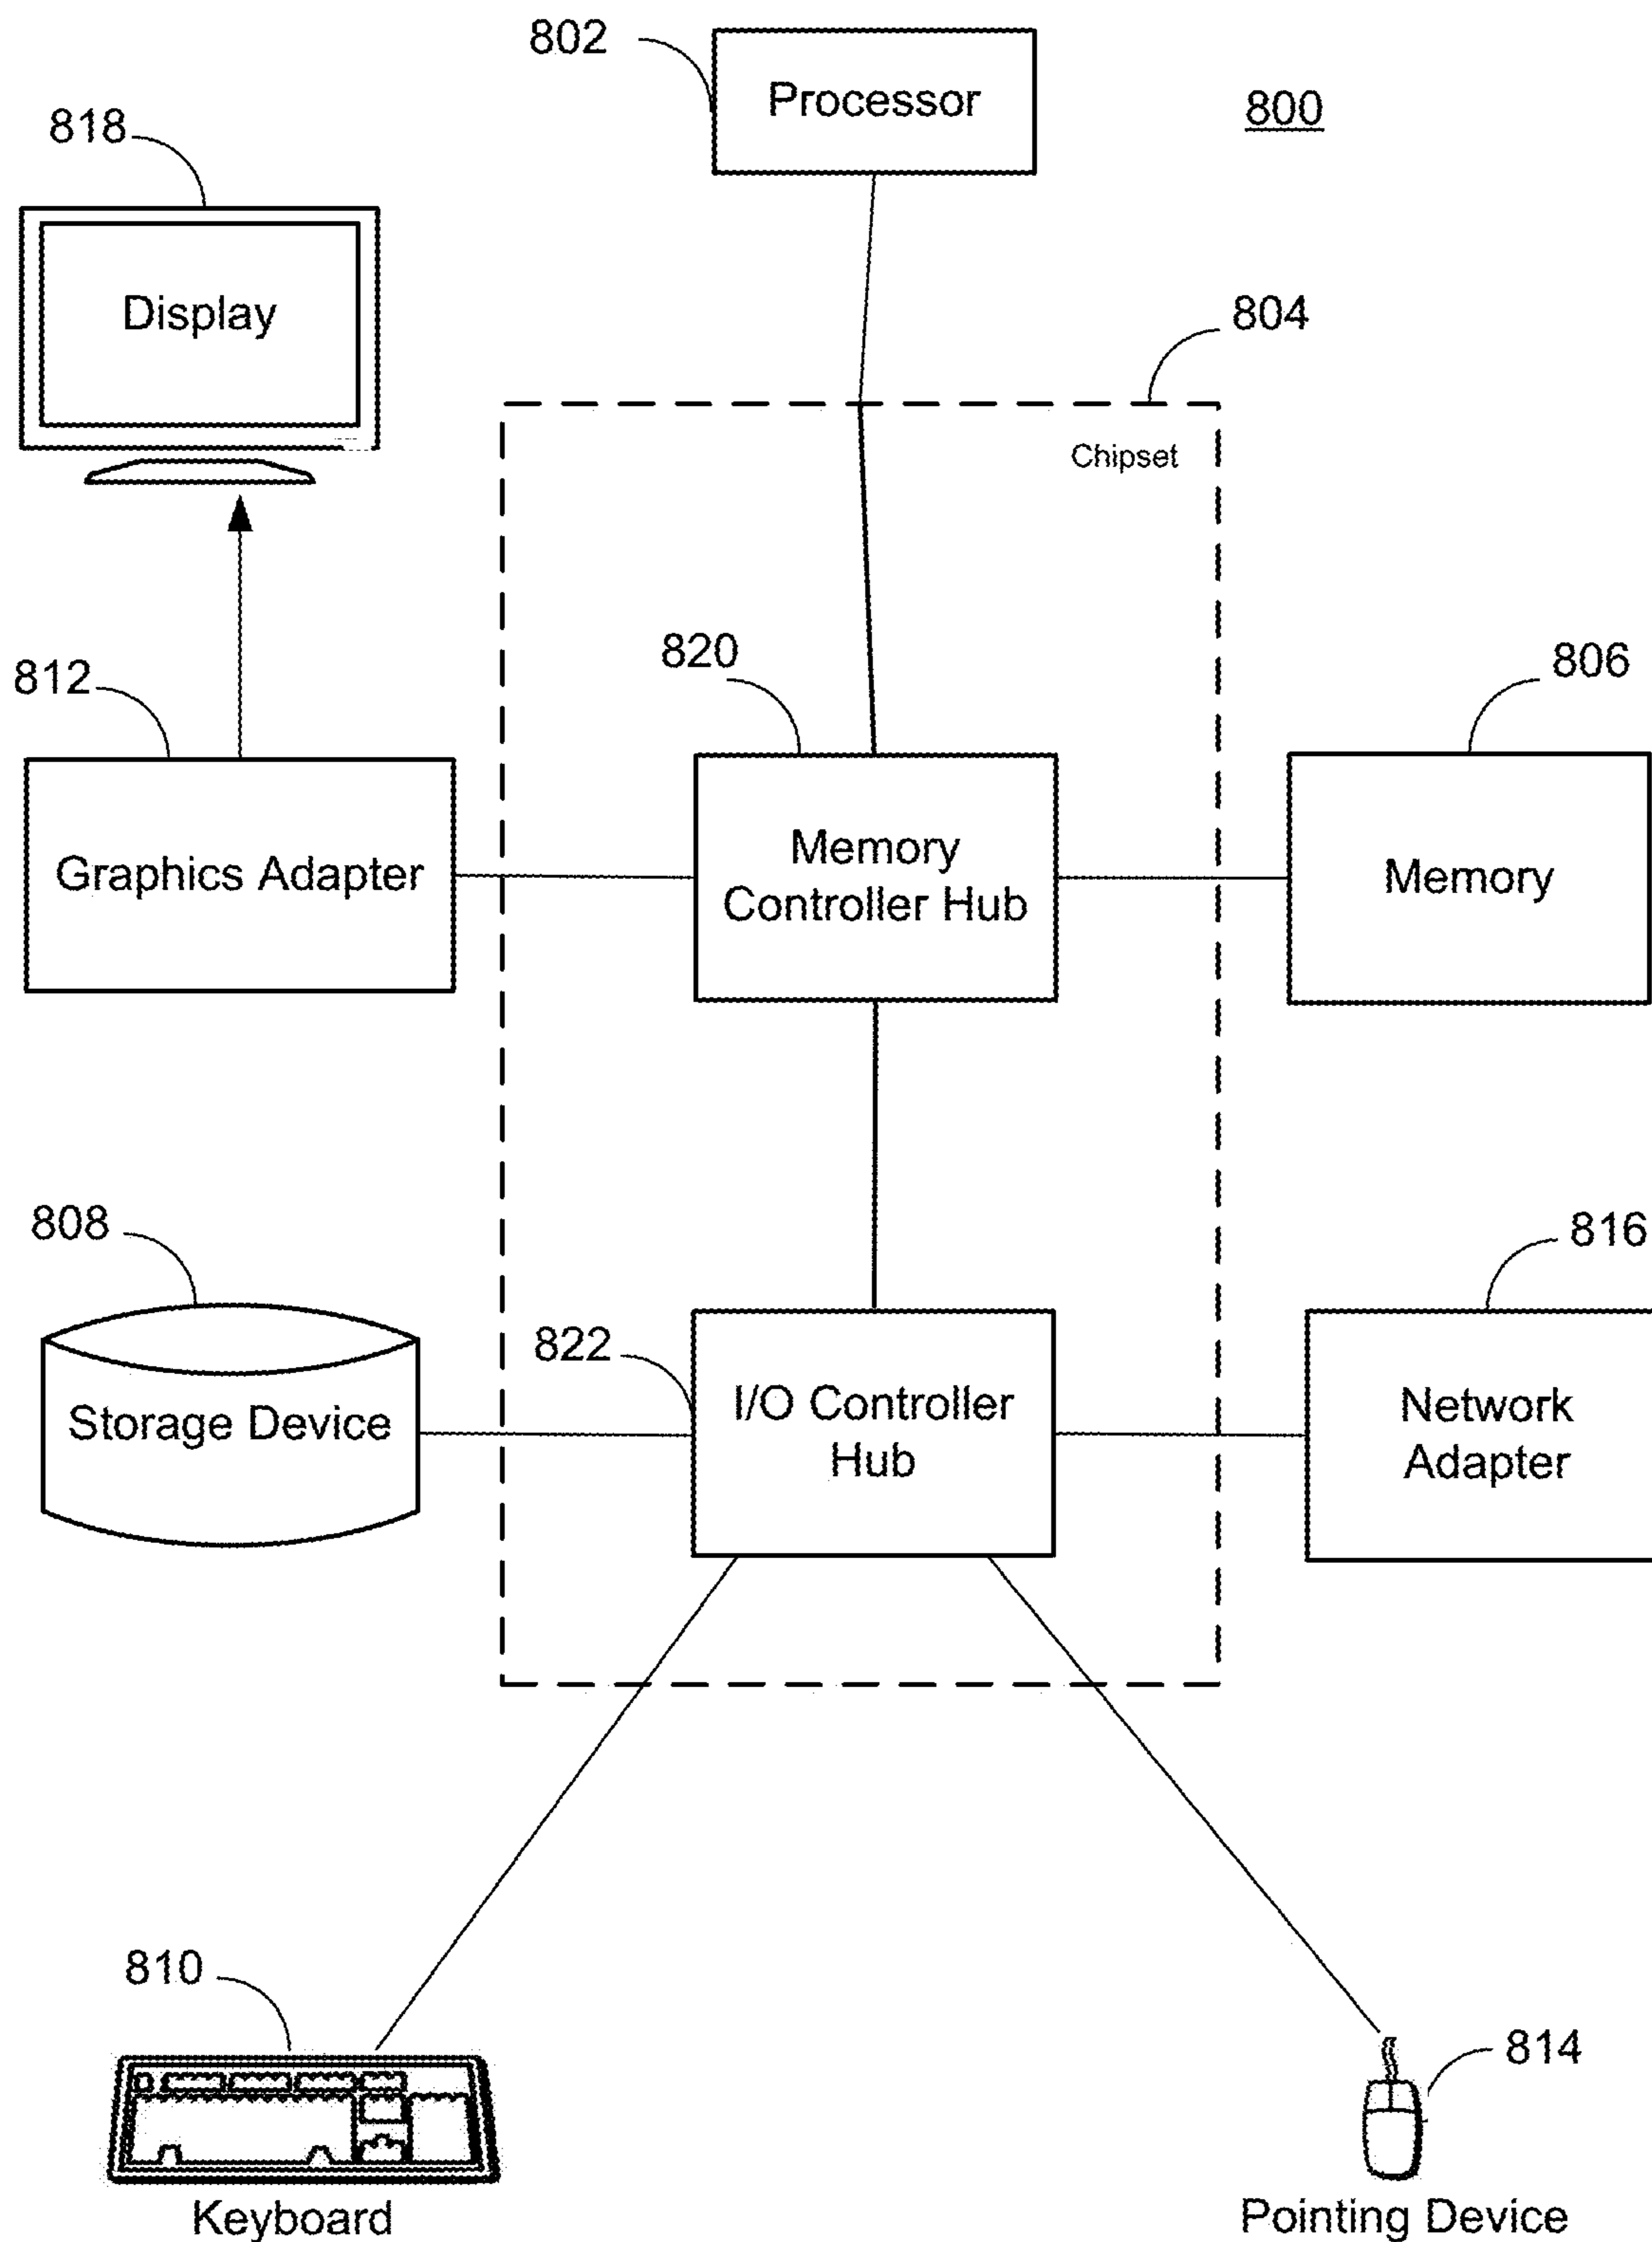 802
Processor
800
818
Display
804
Chipset
820
812
806
Memory
Controller Hub
Graphics Adapter
Memory
808
816
822
I/O Controller
Hub
Storage Device
Network
Adapter
810
814
Keyboard
Pointing Device